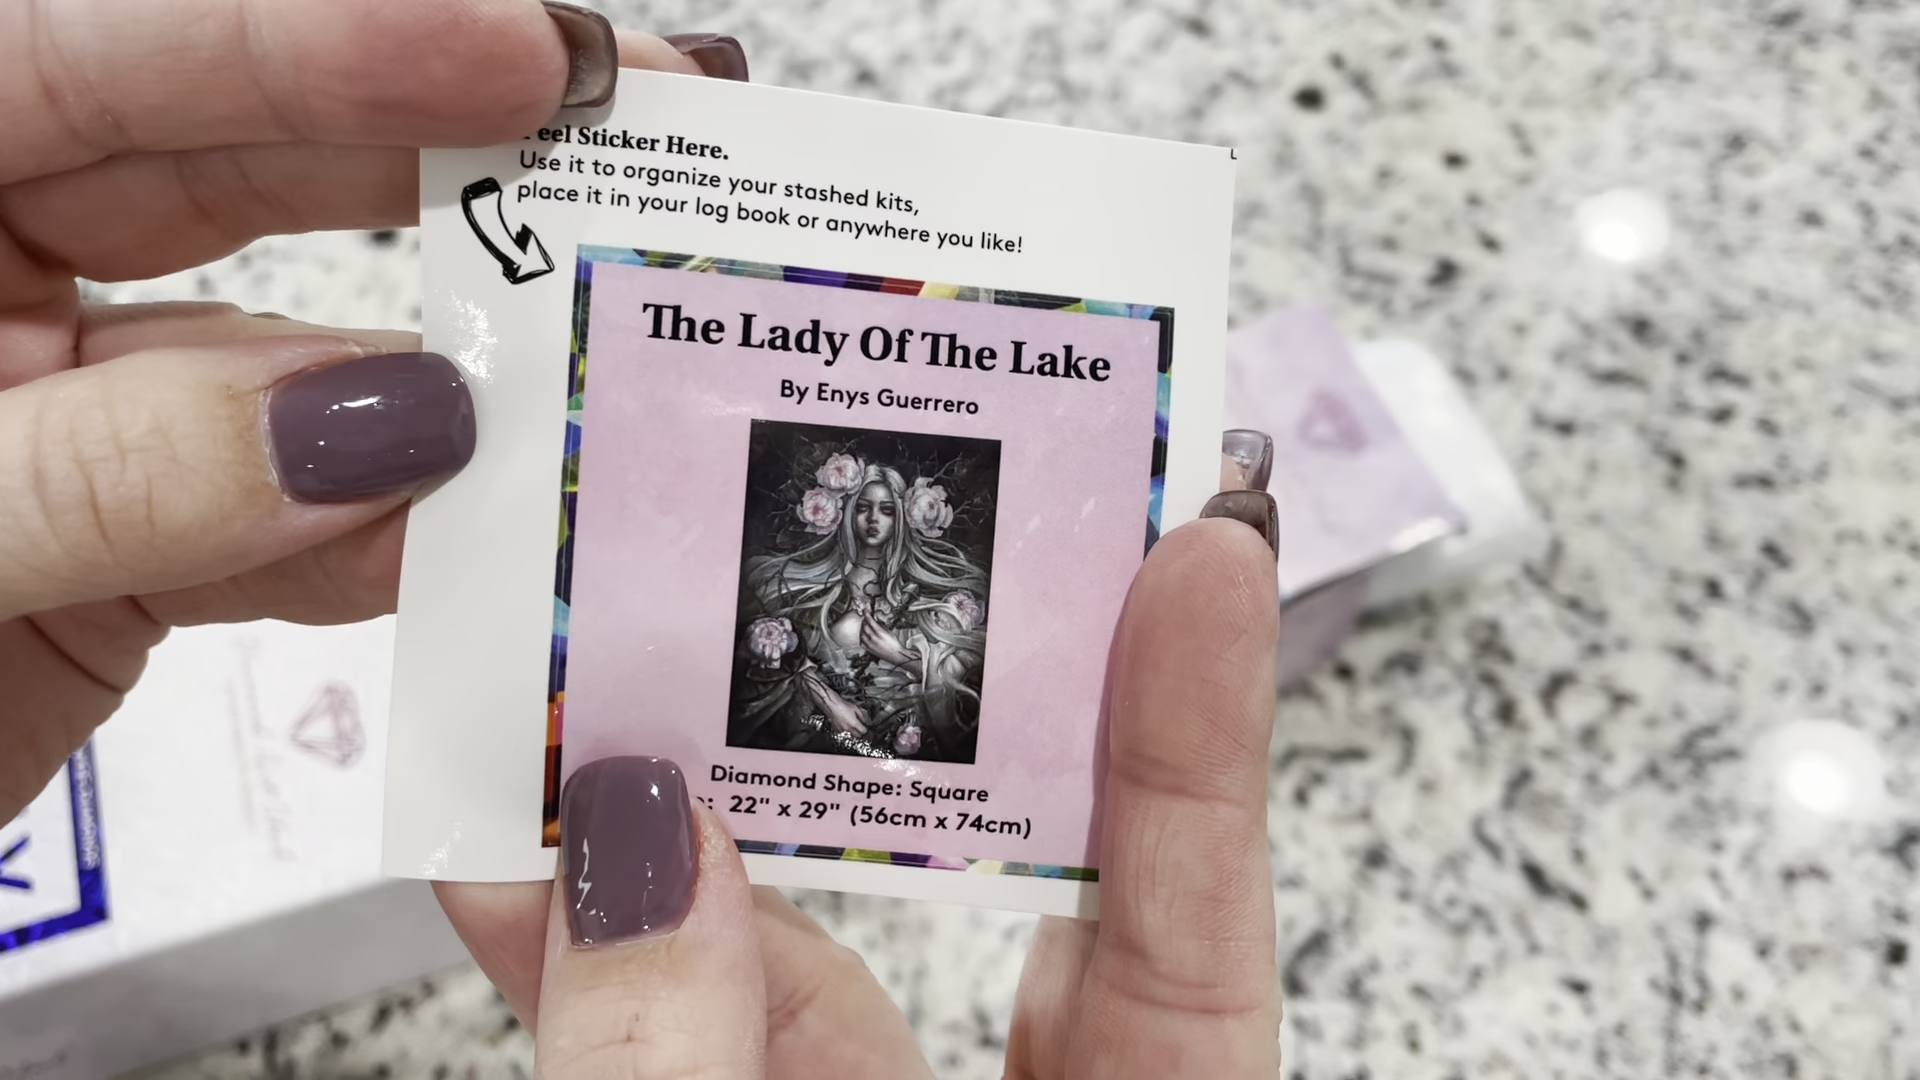 eel Sticker Here.
Use it to organize your stashed kits,
place it in your log book or anywhere you like!
The Lady Of The Lake
By Enys Guerrero
Diamond Shape: Square
: 22" x 29" (56cm x 74cm)